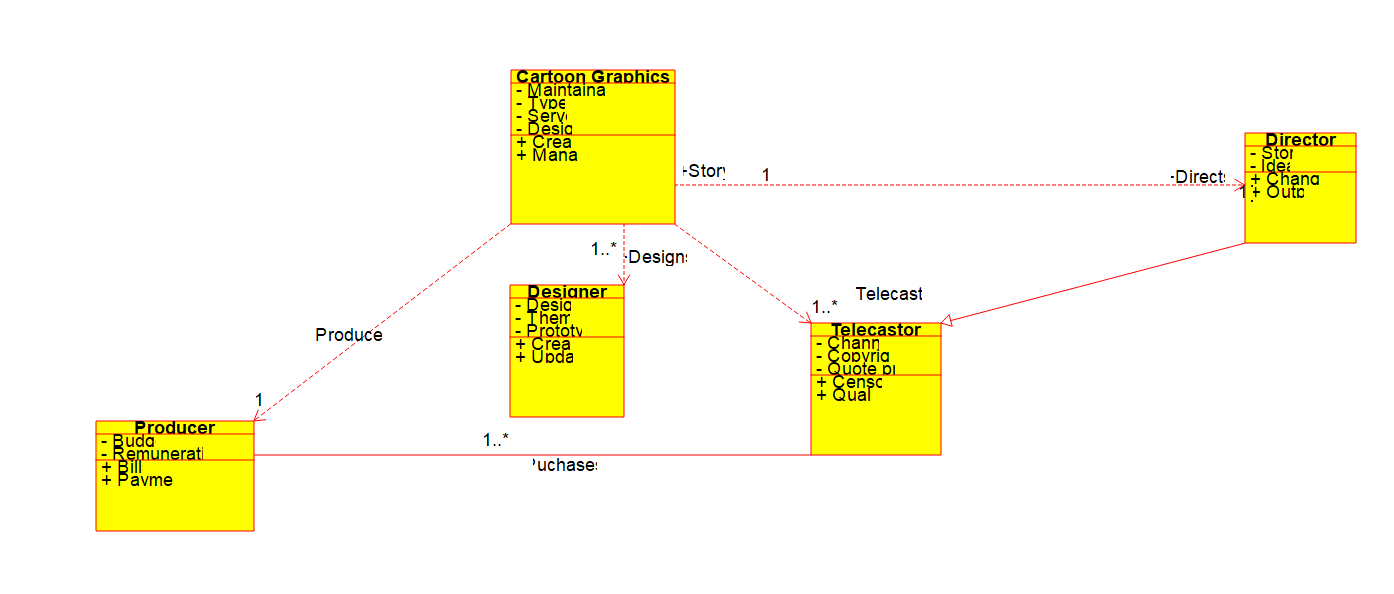 Cartoon Graphics
- Maintaina
- Type
- Serv
- Desig
+ Crea
+ Mana
+Story
1
-Directs
1..
Director
- Stor
- Idea
+ Chang
+ Outp
1..*
-Designs
Designer
- Desig
- Them
- Prototy
+ Crea
+ Upda
Telecast
1..*
Telecastor
- Chann
- Copyrig
- Quote pr
+ Censo
+ Qual
Produce
1
Producer
- Budg
- Remunerati
+ Bill
+ Payme
1..*
Puchases